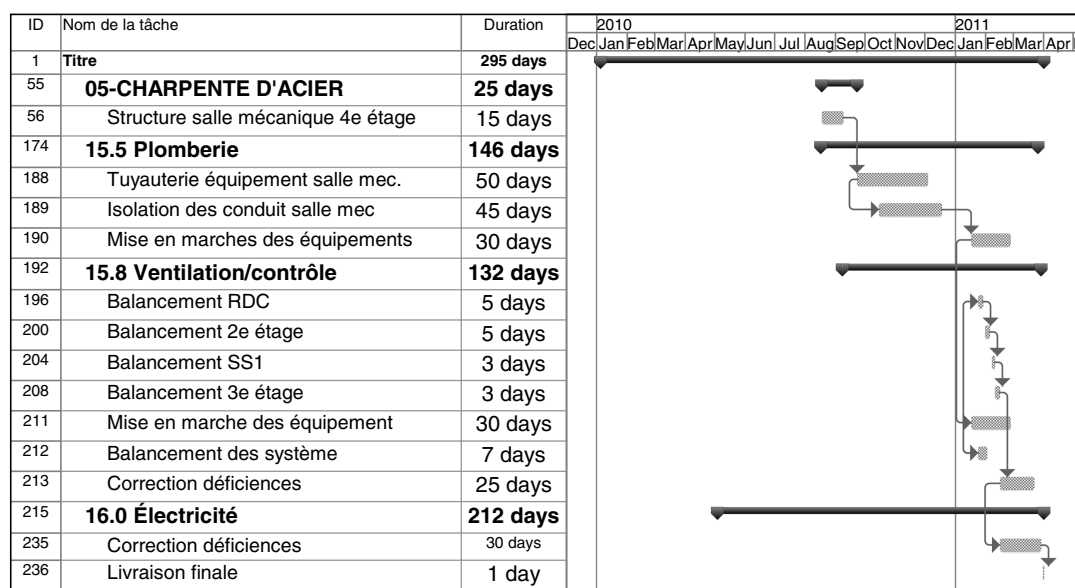 ID Nom de la tâche Duration 2010 2011
Dec Jan Feb Mar Apr May Jun Jul Aug Sep Oct Nov Dec Jan Feb Mar Apr
1 Titre 295 days
55 05-CHARPENTE D'ACIER 25 days
56 Structure salle mécanique 4e étage 15 days
174 15.5 Plomberie 146 days
188 Tuyauterie équipement salle mec. 50 days
189 Isolation des conduit salle mec 45 days
190 Mise en marches des équipements 30 days
192 15.8 Ventilation/contrôle 132 days
196 Balancement RDC 5 days
200 Balancement 2e étage 5 days
204 Balancement SS1 3 days
208 Balancement 3e étage 3 days
211 Mise en marche des équipement 30 days
212 Balancement des système 7 days
213 Correction déficiences 25 days
215 16.0 Électricité 212 days
235 Correction déficiences 30 days
236 Livraison finale 1 day